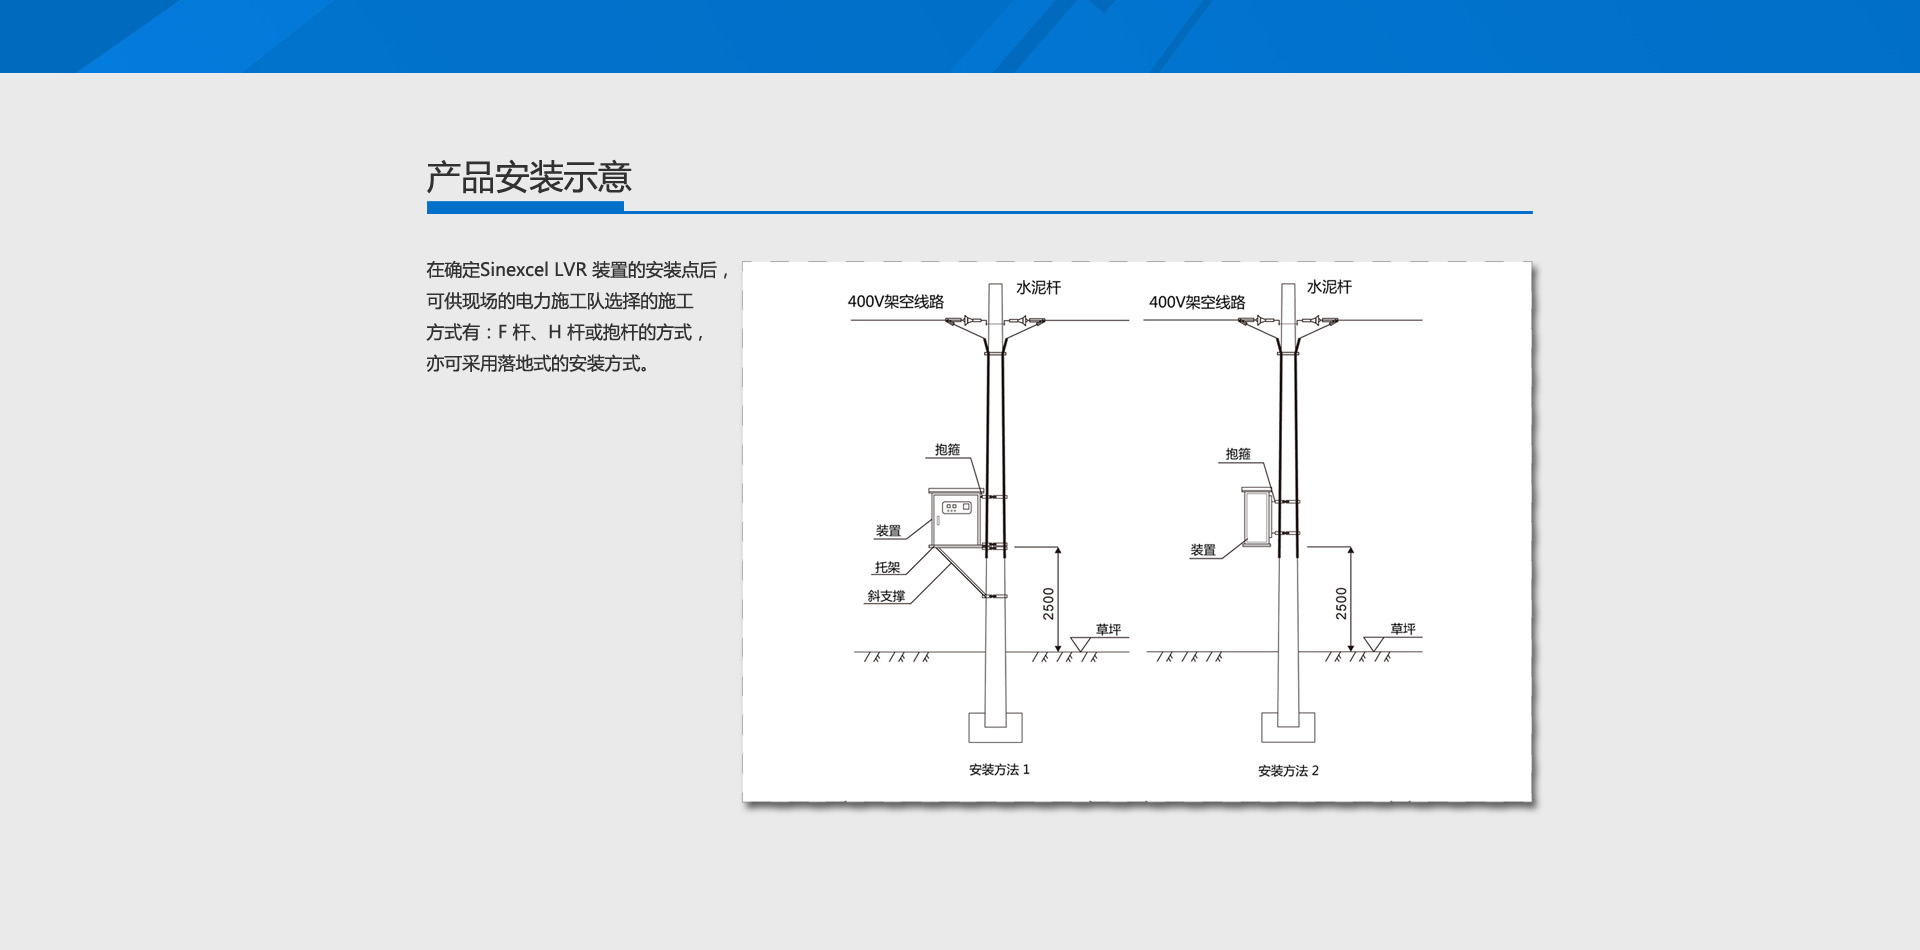 产品安装示意
在确定Sinexcel LVR 装置的安装点后，
可供现场的电力施工队选择的施工
方式有：F 杆、H 杆或抱杆的方式，
亦可采用落地式的安装方式。
水泥杆
400V架空线路
抱箍
装置
托架
斜支撑
2500
草坪
安装方法 1
水泥杆
400V架空线路
抱箍
装置
2500
草坪
安装方法 2